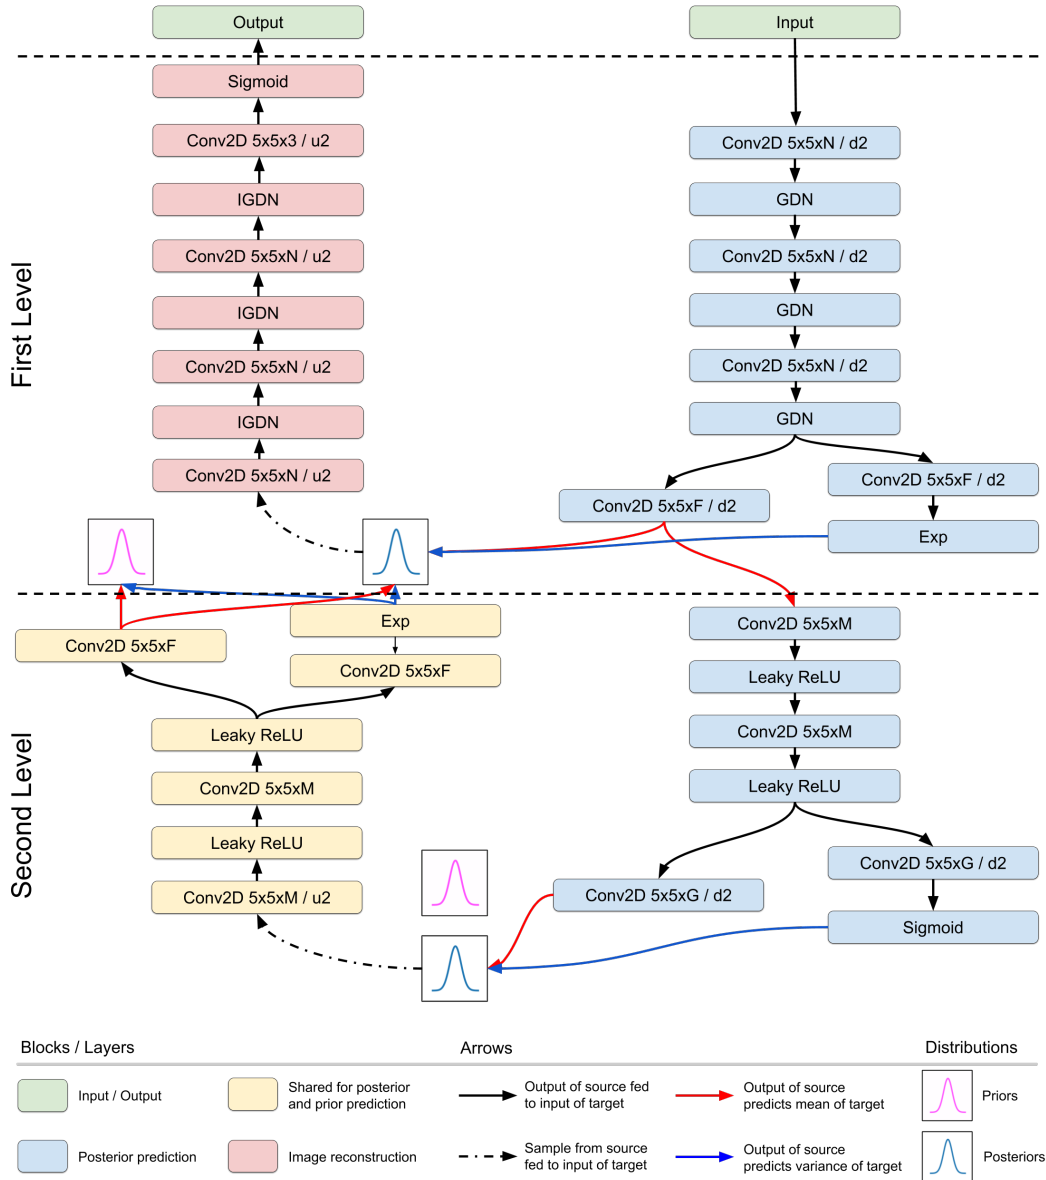 Output
Input
Sigmoid
Conv2D 5x5x3 / u2
IGDN
Conv2D 5x5xN / u2
IGDN
Conv2D 5x5xN / u2
IGDN
Conv2D 5x5xN / u2
Conv2D 5x5xN / d2
GDN
Conv2D 5x5xN / d2
GDN
Conv2D 5x5xN / d2
GDN
Conv2D 5x5xF / d2
Conv2D 5x5xF / d2
Exp
First Level
Conv2D 5x5xF
Exp
Conv2D 5x5xF
Leaky ReLU
Conv2D 5x5xM
Leaky ReLU
Conv2D 5x5xM / u2
Conv2D 5x5xM
Leaky ReLU
Conv2D 5x5xM
Leaky ReLU
Conv2D 5x5xG / d2
Conv2D 5x5xG / d2
Sigmoid
Second Level
Blocks / Layers
Arrows
Distributions
Input / Output
Shared for posterior
and prior prediction
Output of source fed
to input of target
Output of source
predicts mean of target
Priors
Posterior prediction
Image reconstruction
Sample from source
fed to input of target
Output of source
predicts variance of target
Posteriors